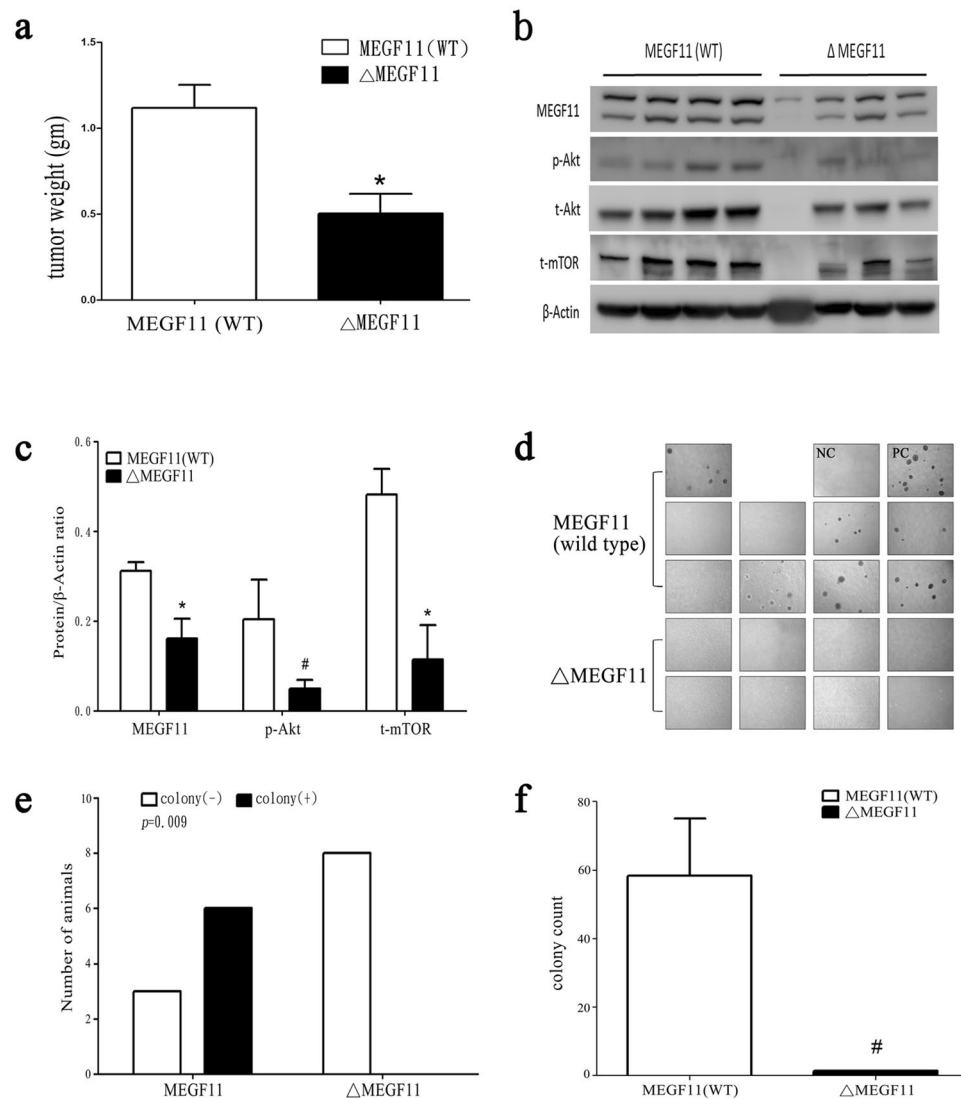 a
MEGF11(WT)
△MEGF11
tumor weight (gm)
1.5
1.0
0.5
0.0
*
MEGF11 (WT)
△MEGF11
b
MEGF11 (WT)
Δ MEGF11
MEGF11
p-Akt
t-Akt
t-mTOR
β-Actin
c
MEGF11(WT)
△MEGF11
Protein/β-Actin ratio
0.6
0.4
0.2
0.0
*
#
*
MEGF11
p-Akt
t-mTOR
d
NC
PC
MEGF11
(wild type)
△MEGF11
e
colony(-)
colony(+)
p=0.009
Number of animals
10
8
6
4
2
0
MEGF11
△MEGF11
f
MEGF11(WT)
△MEGF11
colony count
80
60
40
20
0
#
MEGF11(WT)
△MEGF11